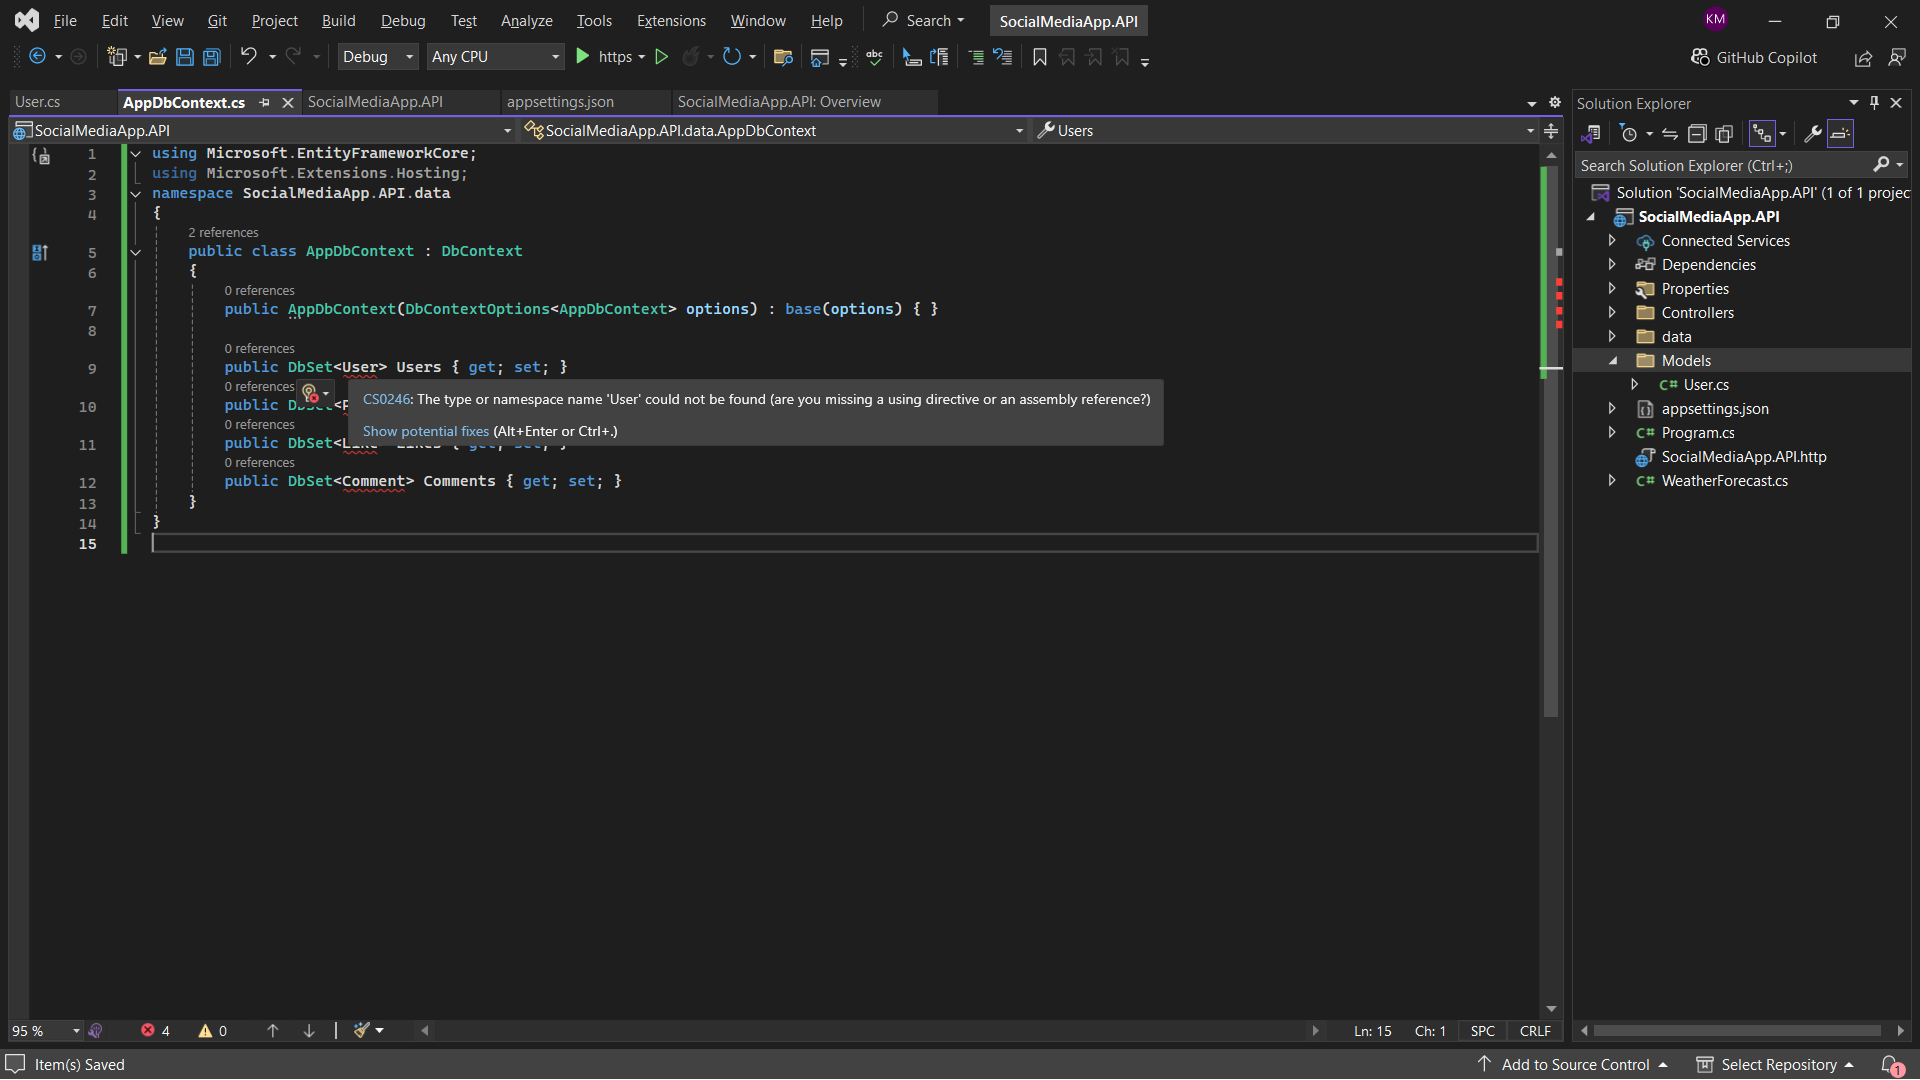 File Edit View Git Project Build Debug Test Analyze Tools Extensions Window Help Search SocialMediaApp.API KM
Debug Any CPU https abc GitHub Copilot
User.cs AppDbContext.cs SocialMediaApp.API appsettings.json SocialMediaApp.API: Overview
SocialMediaApp.API SocialMediaApp.API.data.AppDbContext Users
1 using Microsoft.EntityFrameworkCore;
2 using Microsoft.Extensions.Hosting;
3 namespace SocialMediaApp.API.data
4 {
2 references
5 public class AppDbContext : DbContext
6 {
0 references
7 public AppDbContext(DbContextOptions<AppDbContext> options) : base(options) { }
8
0 references
9 public DbSet<User> Users { get; set; }
0 references
10 public
CS0246: The type or namespace name 'User' could not be found (are you missing a using directive or an assembly reference?)
Show potential fixes (Alt+Enter or Ctrl+.)
0 references
11 public DbSet<Like> Likes { get; set; }
0 references
12 public DbSet<Comment> Comments { get; set; }
13 }
14 }
15
95 % 4 0 Ln: 15 Ch: 1 SPC CRLF
Solution Explorer
Search Solution Explorer (Ctrl+;)
Solution 'SocialMediaApp.API' (1 of 1 projec
SocialMediaApp.API
Connected Services
Dependencies
Properties
Controllers
data
Models
C# User.cs
appsettings.json
C# Program.cs
SocialMediaApp.API.http
C# WeatherForecast.cs
Item(s) Saved Add to Source Control Select Repository 1